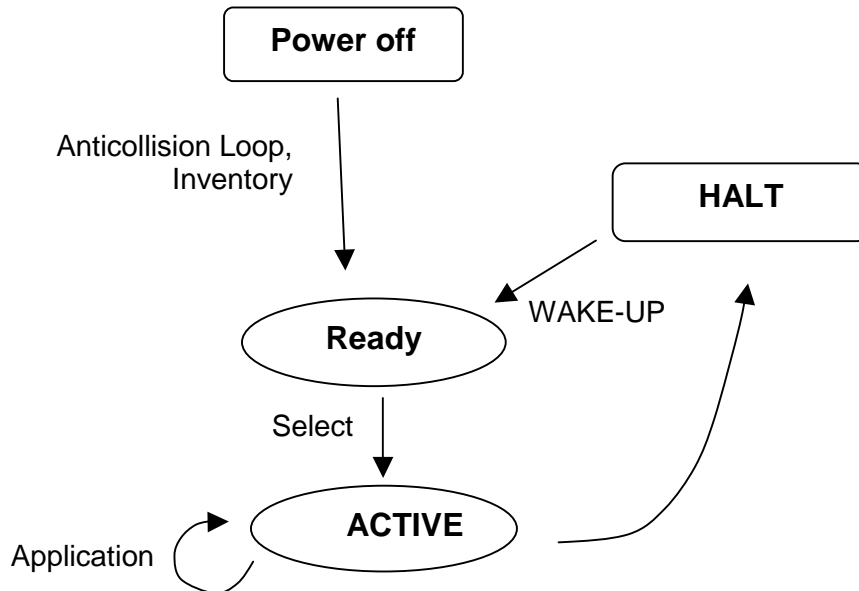 Power off
Anticollision Loop,
Inventory
HALT
WAKE-UP
Ready
Select
ACTIVE
Application